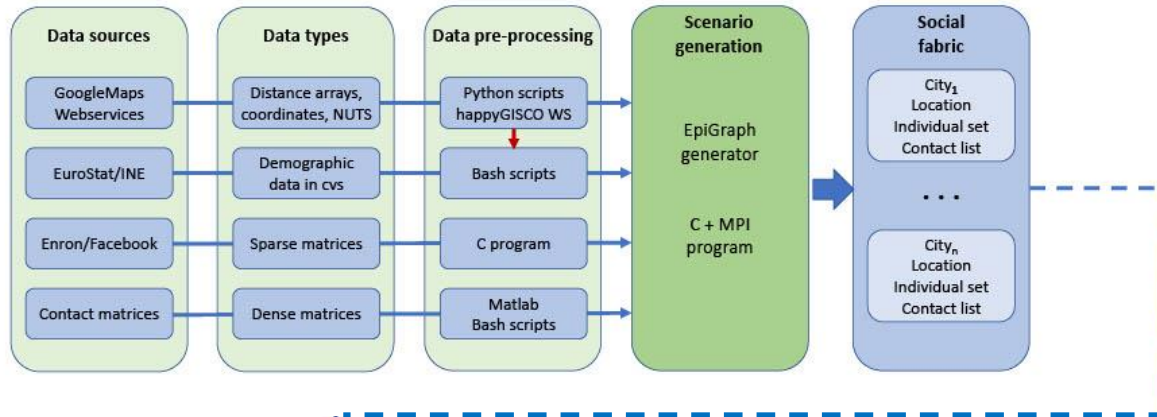 Data sources
Data types
Data pre-processing
Scenario
generation
Social
fabric
GoogleMaps
Webservices
Distance arrays,
coordinates, NUTS
Python scripts
happyGISCO WS
EuroStat/INE
Demographic
data in cvs
Bash scripts
Enron/Facebook
Sparse matrices
C program
Contact matrices
Dense matrices
Matlab
Bash scripts
EpiGraph
generator
C + MPI
program
City₁
Location
Individual set
Contact list
. . .
Cityₙ
Location
Individual set
Contact list